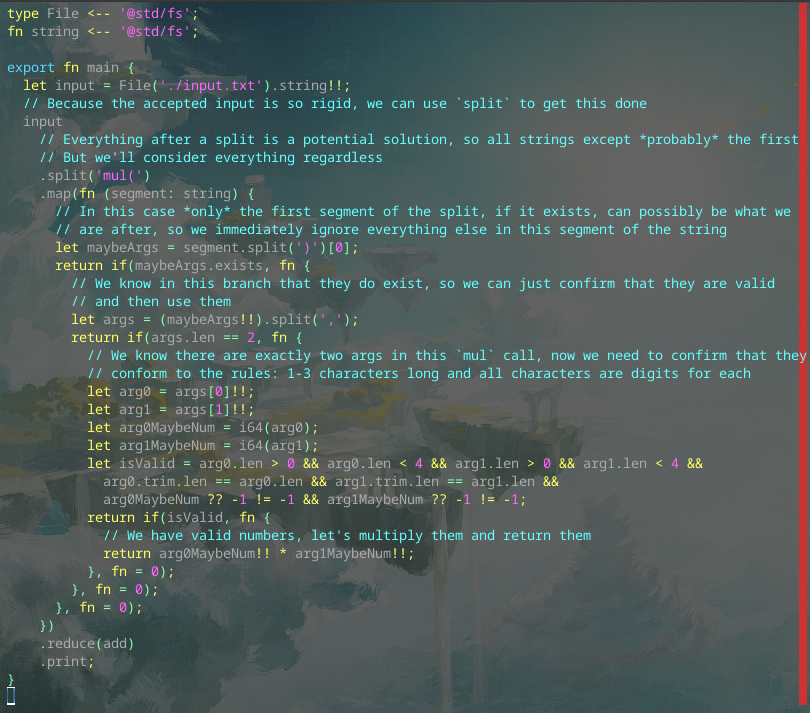 type File <-- '@std/fs';
fn string <-- '@std/fs';

export fn main {
  let input = File('./input.txt').string!!;
  // Because the accepted input is so rigid, we can use `split` to get this done
  input
    // Everything after a split is a potential solution, so all strings except *probably* the first
    // But we'll consider everything regardless
    .split('mul(')
    .map(fn (segment: string) {
      // In this case *only* the first segment of the split, if it exists, can possibly be what we
      // are after, so we immediately ignore everything else in this segment of the string
      let maybeArgs = segment.split(')')[0];
      return if(maybeArgs.exists, fn {
        // We know in this branch that they do exist, so we can just confirm that they are valid
        // and then use them
        let args = (maybeArgs!!).split(',');
        return if(args.len == 2, fn {
          // We know there are exactly two args in this `mul` call, now we need to confirm that they
          // conform to the rules: 1-3 characters long and all characters are digits for each
          let arg0 = args[0]!!;
          let arg1 = args[1]!!;
          let arg0MaybeNum = i64(arg0);
          let arg1MaybeNum = i64(arg1);
          let isValid = arg0.len > 0 && arg0.len < 4 && arg1.len > 0 && arg1.len < 4 &&
            arg0.trim.len == arg0.len && arg1.trim.len == arg1.len &&
            arg0MaybeNum ?? -1 != -1 && arg1MaybeNum ?? -1 != -1;
          return if(isValid, fn {
            // We have valid numbers, let's multiply them and return them
            return arg0MaybeNum!! * arg1MaybeNum!!;
          }, fn = 0);
        }, fn = 0);
      }, fn = 0);
    })
    .reduce(add)
    .print;
}